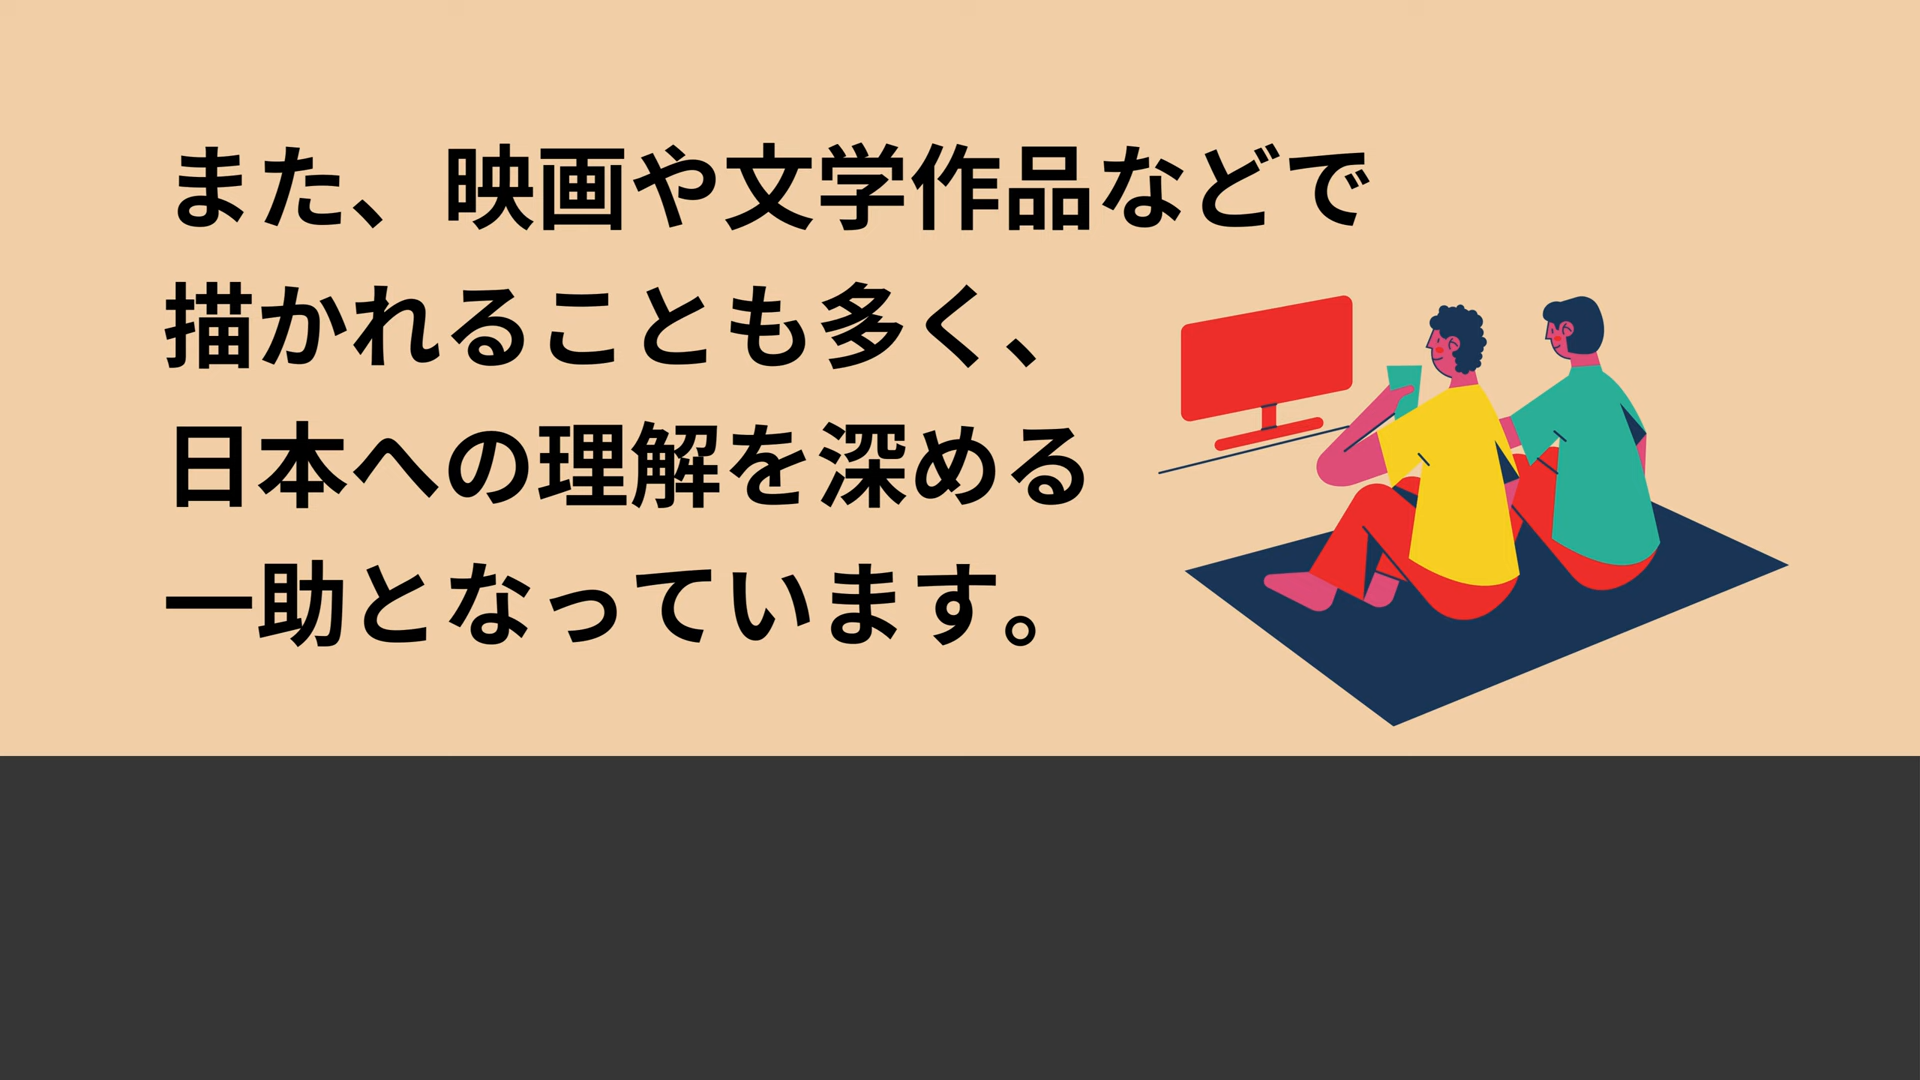 また、映画や文学作品などで
描かれることも多く、
日本への理解を深める
一助となっています。